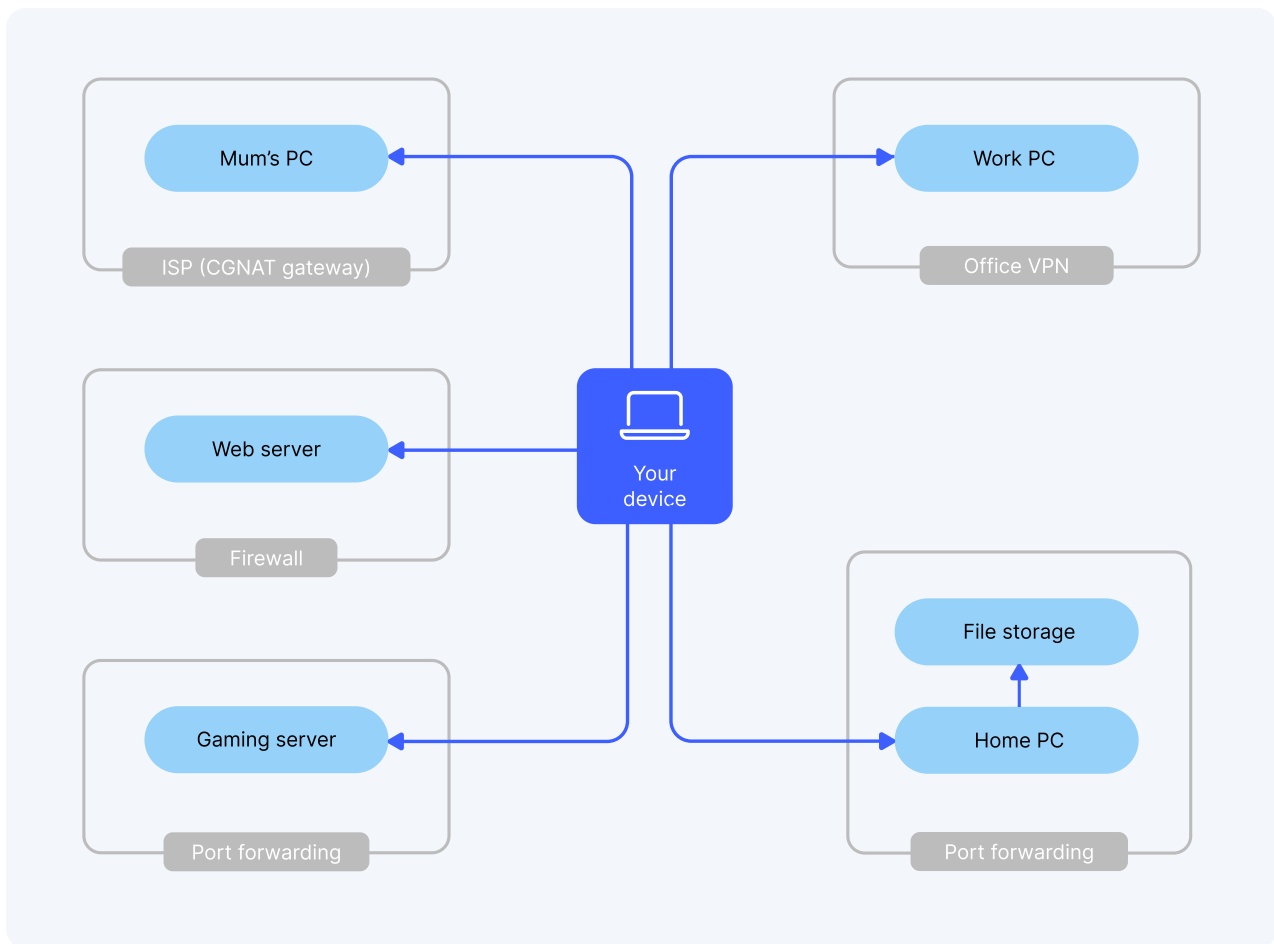 Mum’s PC
ISP (CGNAT gateway)
Work PC
Office VPN
Web server
Firewall
Your
device
Gaming server
Port forwarding
File storage
Home PC
Port forwarding